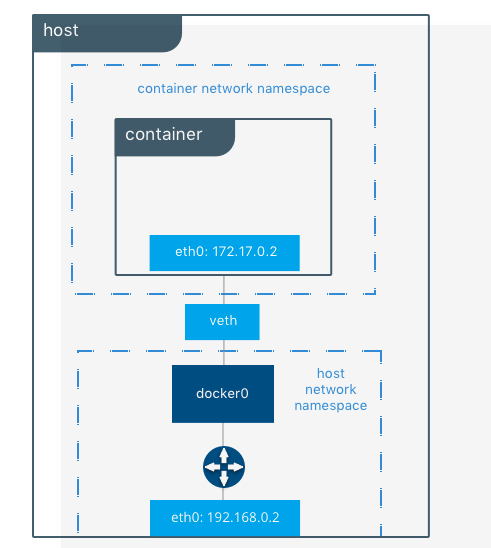 host
container network namespace
container
eth0: 172.17.0.2
veth
docker0
host
network
namespace
eth0: 192.168.0.2